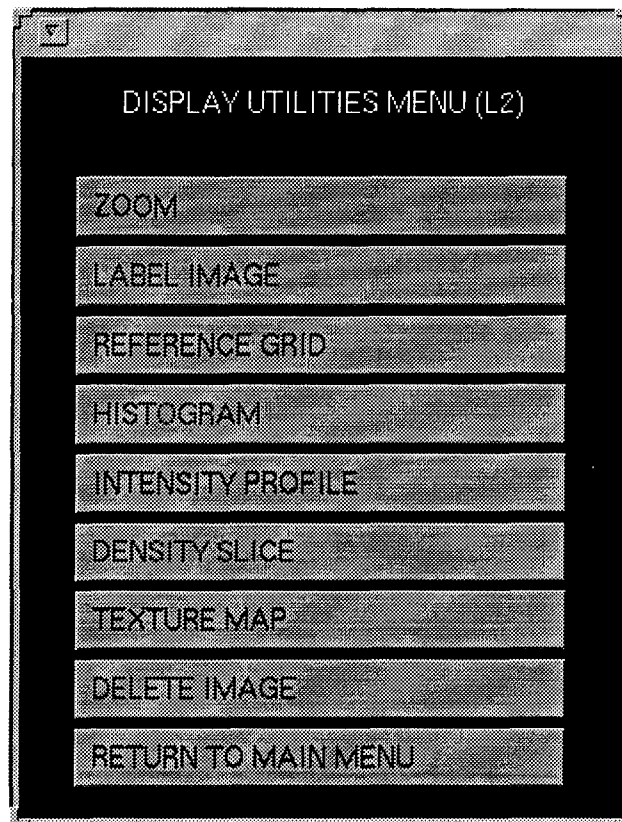 DISPLAY UTILITIES MENU (L2)
ZOOM
LABEL IMAGE
REFERENCE GRID
HISTOGRAM
INTENSITY PROFILE
DENSITY SLICE
TEXTURE MAP
DELETE IMAGE
RETURN TO MAIN MENU